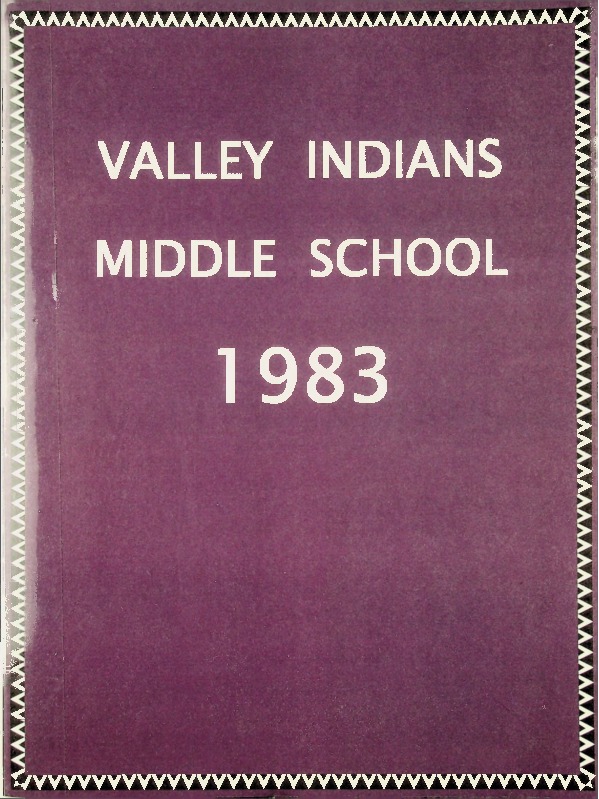 VALLEY INDIANS
MIDDLE SCHOOL
1983